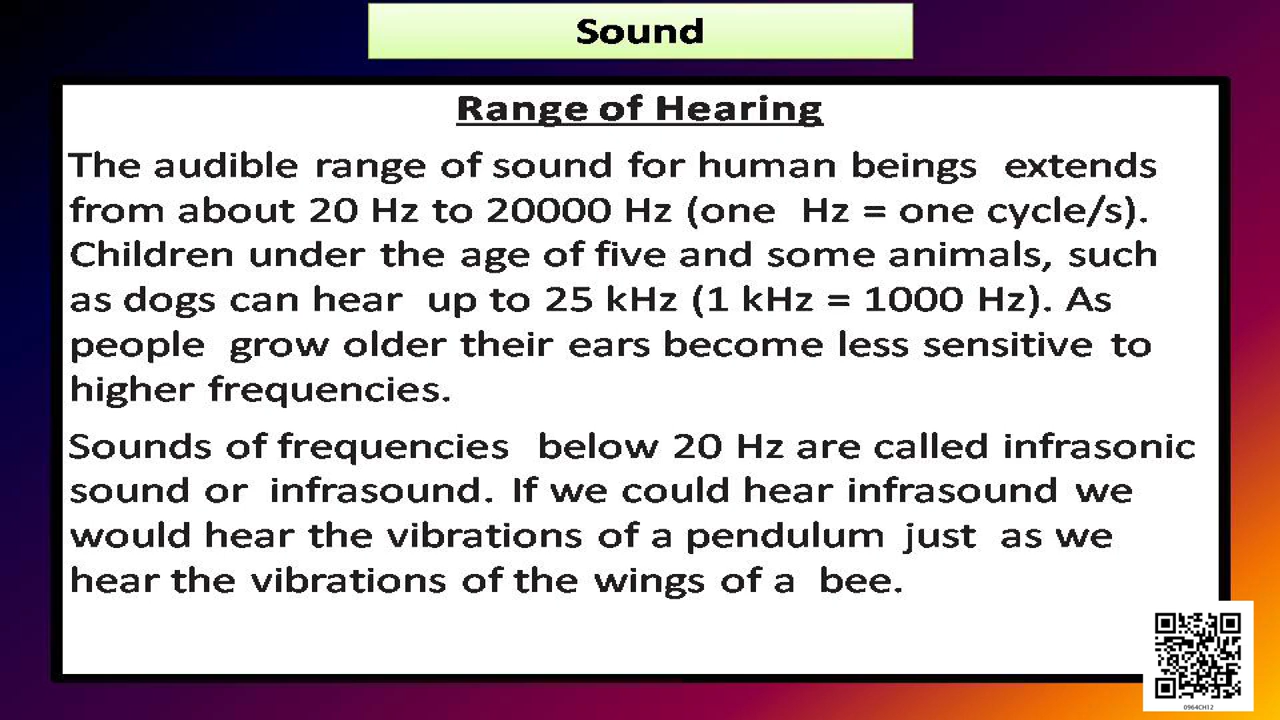 Sound
Range of Hearing
The audible range of sound for human beings extends
from about 20 Hz to 20000 Hz (one Hz = one cycle/s).
Children under the age of five and some animals, such
as dogs can hear up to 25 kHz (1 kHz = 1000 Hz). As
people grow older their ears become less sensitive to
higher frequencies.
Sounds of frequencies below 20 Hz are called infrasonic
sound or infrasound. If we could hear infrasound we
would hear the vibrations of a pendulum just as we
hear the vibrations of the wings of a bee.
0964CH12